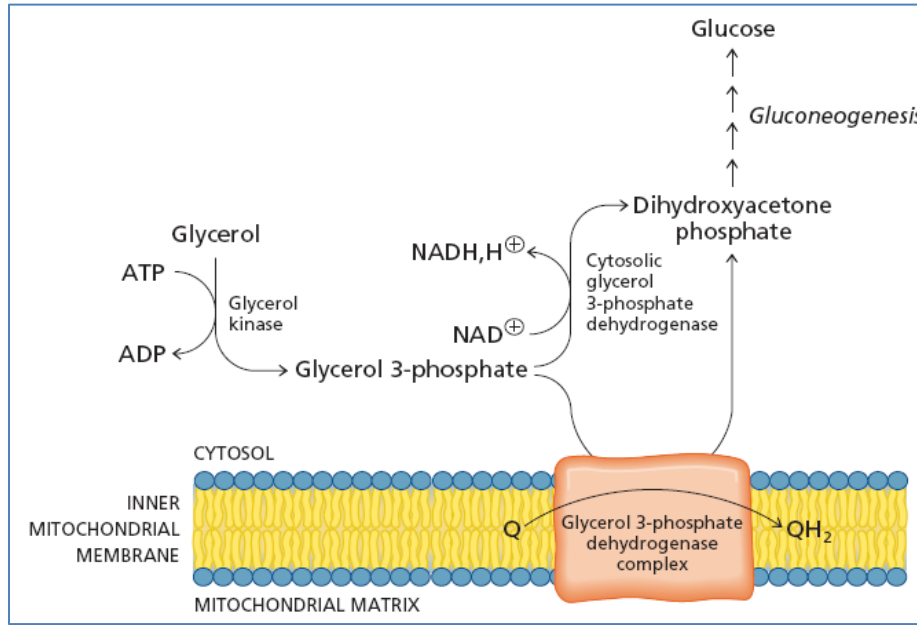 Glucose
Gluconeogenesis
Dihydroxyacetone
phosphate
Glycerol
NADH,H⊕
Cytosolic
glycerol
3-phosphate
dehydrogenase
ATP
Glycerol
kinase
NAD⊕
ADP
Glycerol 3-phosphate
CYTOSOL
INNER
MITOCHONDRIAL
MEMBRANE
Q
Glycerol 3-phosphate
dehydrogenase
complex
QH₂
MITOCHONDRIAL MATRIX